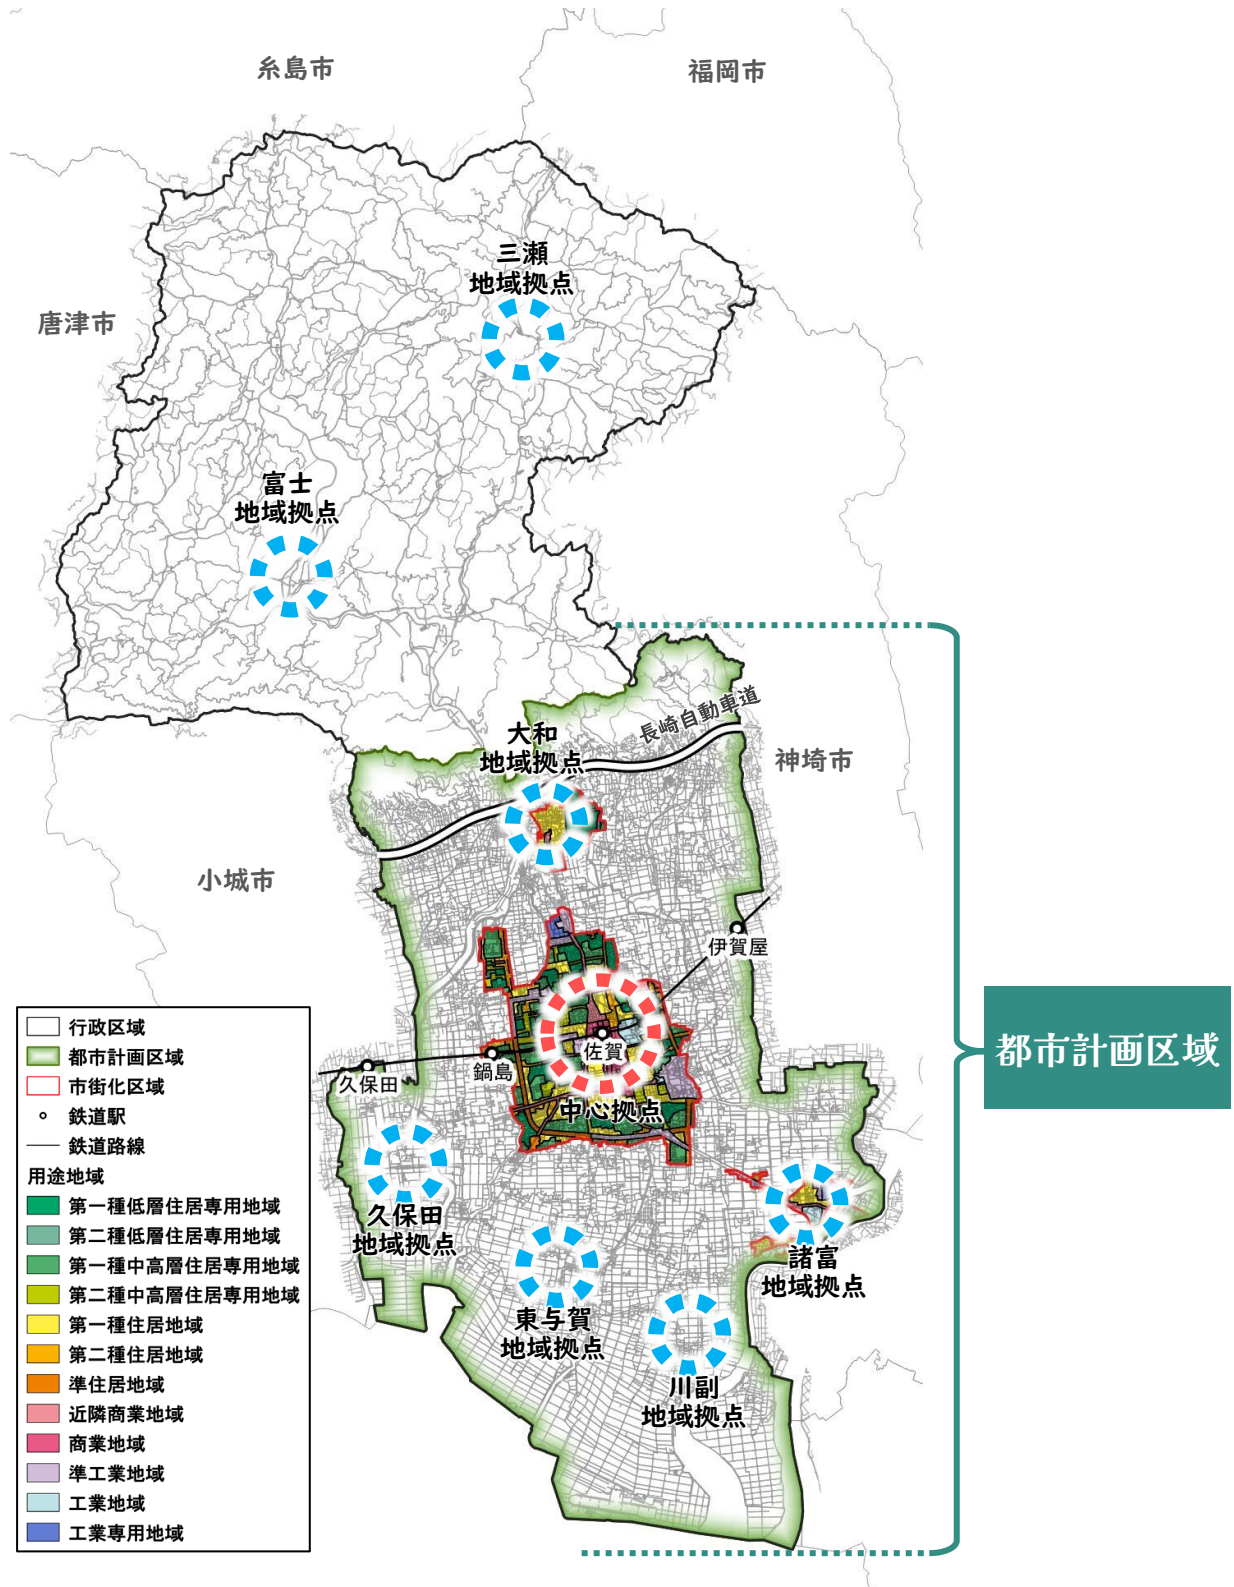 糸島市
福岡市
三瀬
地域拠点
唐津市
富士
地域拠点
長崎自動車道
大和
地域拠点
神埼市
小城市
伊賀屋
佐賀
鍋島
久保田
中心拠点
都市計画区域
久保田
地域拠点
諸富
地域拠点
東与賀
地域拠点
川副
地域拠点
行政区域
都市計画区域
市街化区域
鉄道駅
鉄道路線
用途地域
第一種低層住居専用地域
第二種低層住居専用地域
第一種中高層住居専用地域
第二種中高層住居専用地域
第一種住居地域
第二種住居地域
準住居地域
近隣商業地域
商業地域
準工業地域
工業地域
工業専用地域